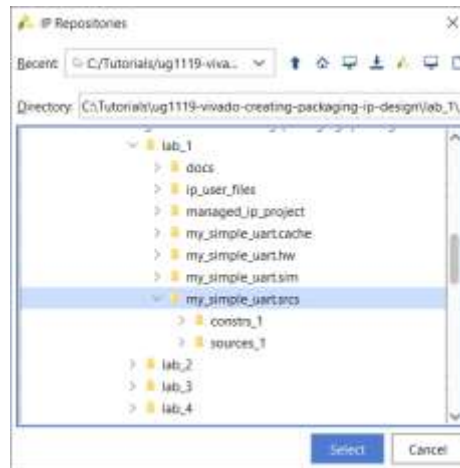 IP Repositories
Recent: C:/Tutorials/ug1119-viva...
Directory: C:\Tutorials\ug1119-vivado-creating-packaging-ip-design\lab_1\
lab_1
docs
ip_user_files
managed_ip_project
my_simple_uart.cache
my_simple_uart.hw
my_simple_uart.sim
my_simple_uart.srcs
constrs_1
sources_1
lab_2
lab_3
lab_4
Select Cancel